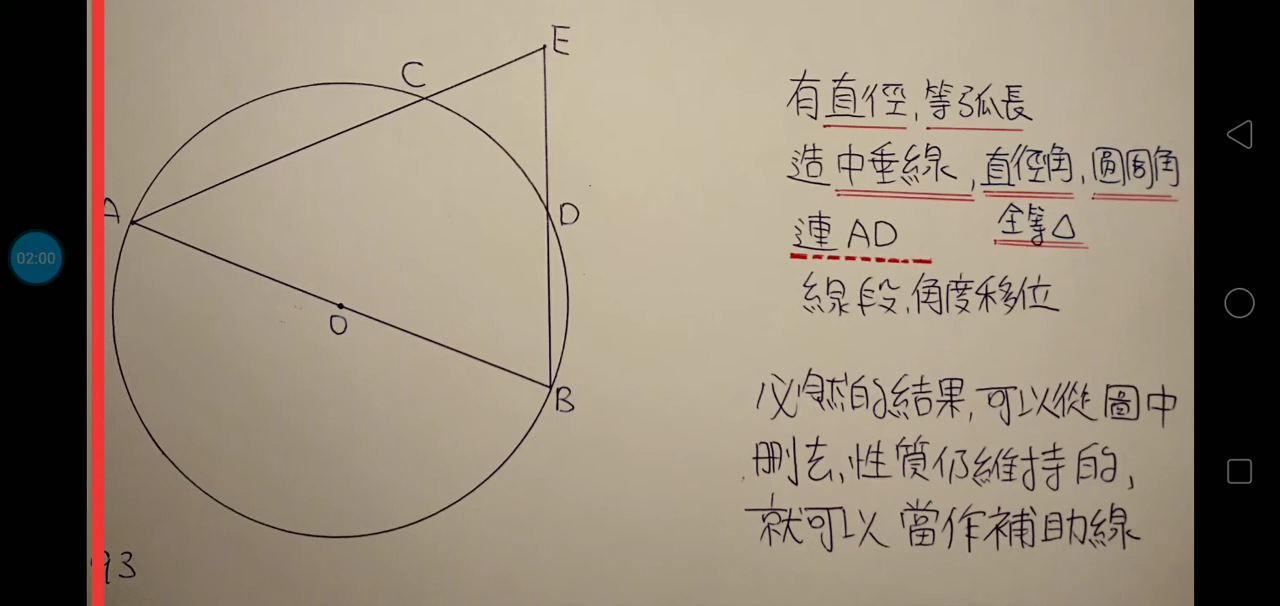 E
C
A
D
O
B
93
有直徑,等弧長
造中垂線,直徑角,圓周角
連AD 全等△
線段,角度移位
必然的結果,可以從圖中
刪去,性質仍維持的,
就可以當作補助線
02:00